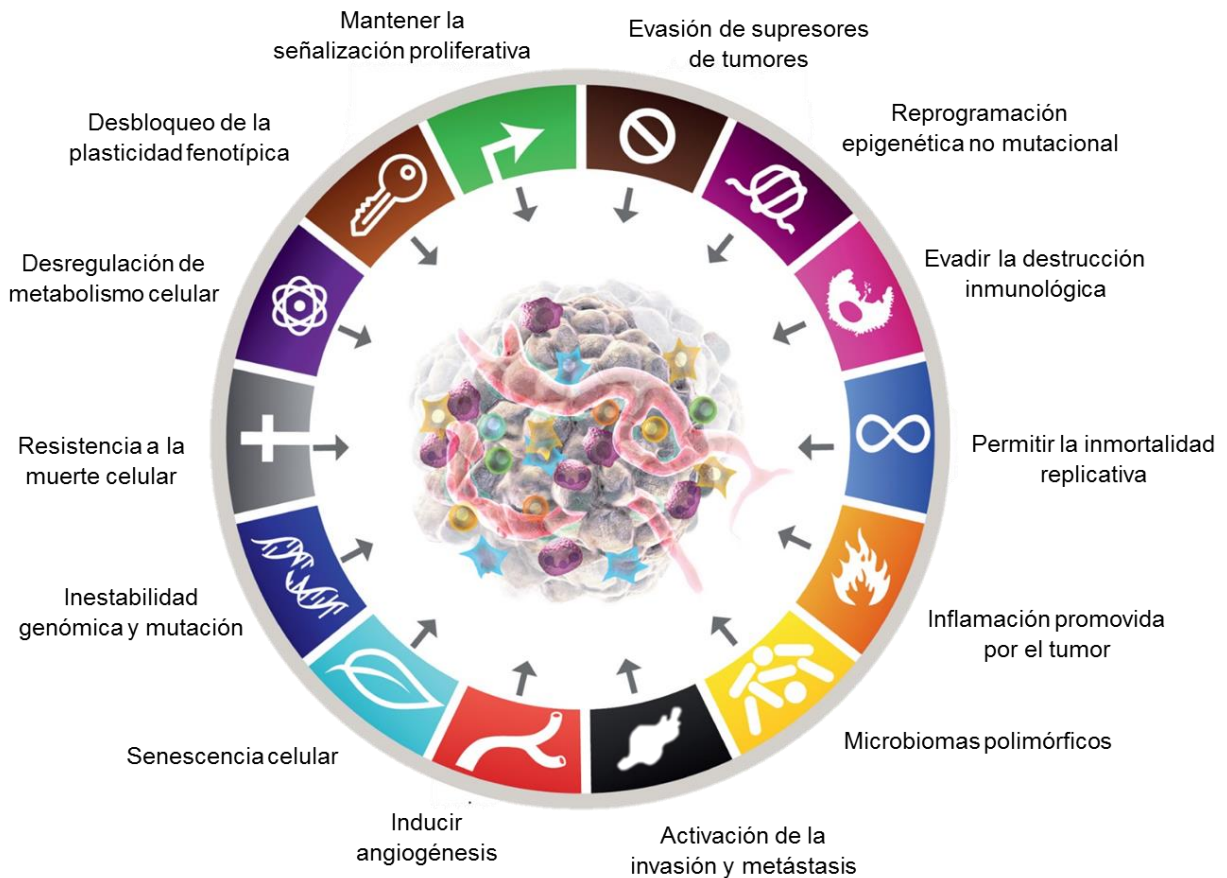 Mantener la
señalización proliferativa
Evasión de supresores
de tumores
Reprogramación
epigenética no mutacional
Evadir la destrucción
inmunológica
Permitir la inmortalidad
replicativa
Inflamación promovida
por el tumor
Microbiomas polimórficos
Activación de la
invasión y metástasis
Inducir
angiogénesis
Senescencia celular
Inestabilidad
genómica y mutación
Resistencia a la
muerte celular
Desregulación de
metabolismo celular
Desbloqueo de la
plasticidad fenotípica